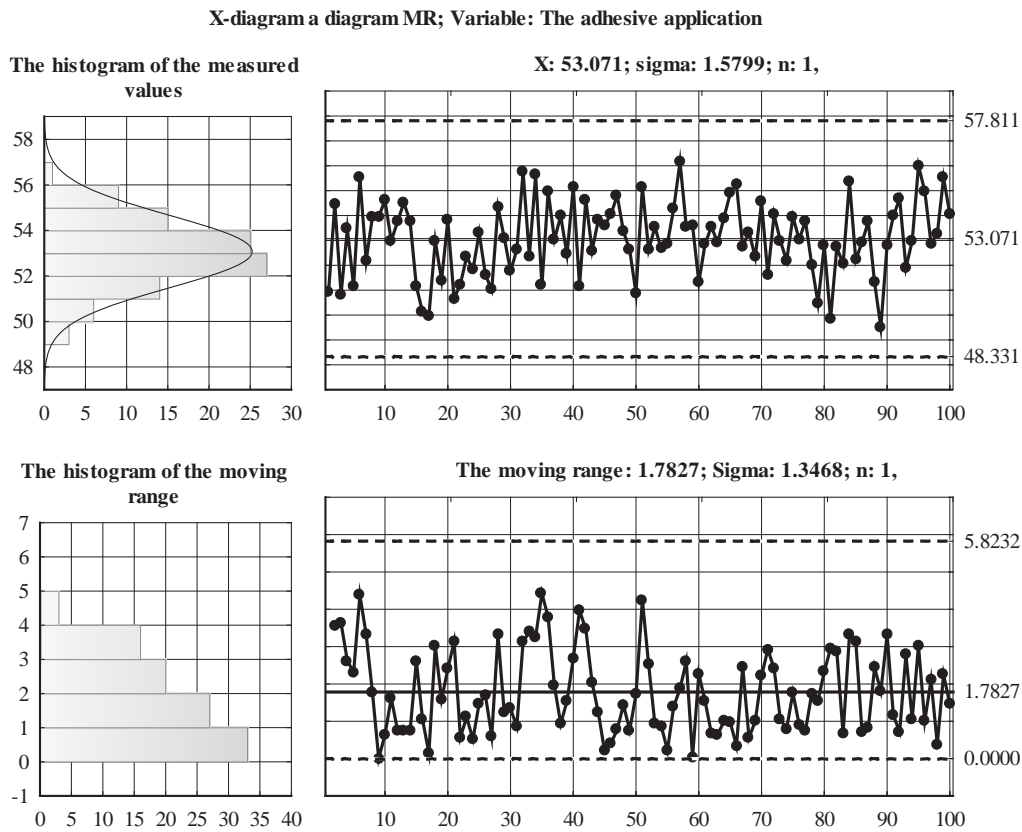 X-diagram a diagram MR; Variable: The adhesive application
The histogram of the measured
values
X: 53.071; sigma: 1.5799; n: 1,
58
56
54
52
50
48
0 5 10 15 20 25 30
57.811
53.071
48.331
10 20 30 40 50 60 70 80 90 100
The histogram of the moving
range
The moving range: 1.7827; Sigma: 1.3468; n: 1,
7
6
5
4
3
2
1
0
-1
0 5 10 15 20 25 30 35 40
5.8232
1.7827
0.0000
10 20 30 40 50 60 70 80 90 100